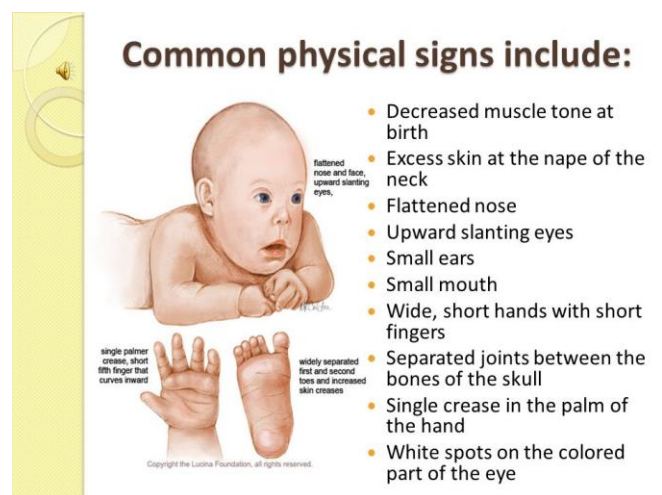 Common physical signs include:
flattened
nose and face,
upward slanting
eyes,
single palmer
crease, short
fifth finger that
curves inward
widely separated
first and second
toes and increased
skin creases
Copyright the Lucina Foundation, all rights reserved.
Decreased muscle tone at
birth
Excess skin at the nape of the
neck
Flattened nose
Upward slanting eyes
Small ears
Small mouth
Wide, short hands with short
fingers
Separated joints between the
bones of the skull
Single crease in the palm of
the hand
White spots on the colored
part of the eye